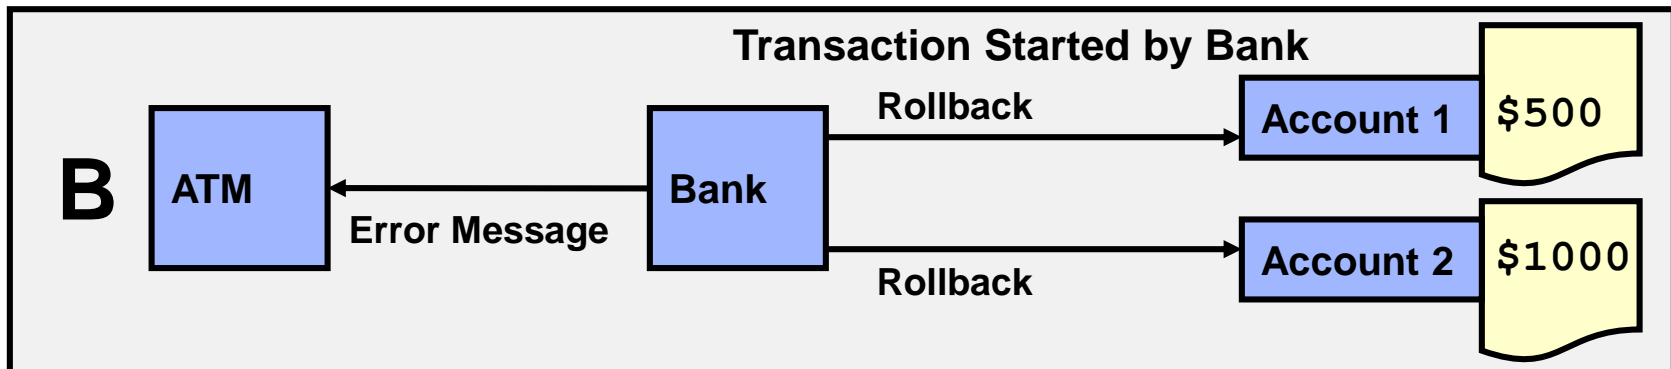 Transaction Started by Bank
B
ATM
Error Message
Bank
Rollback
Account 1
$500
Rollback
Account 2
$1000